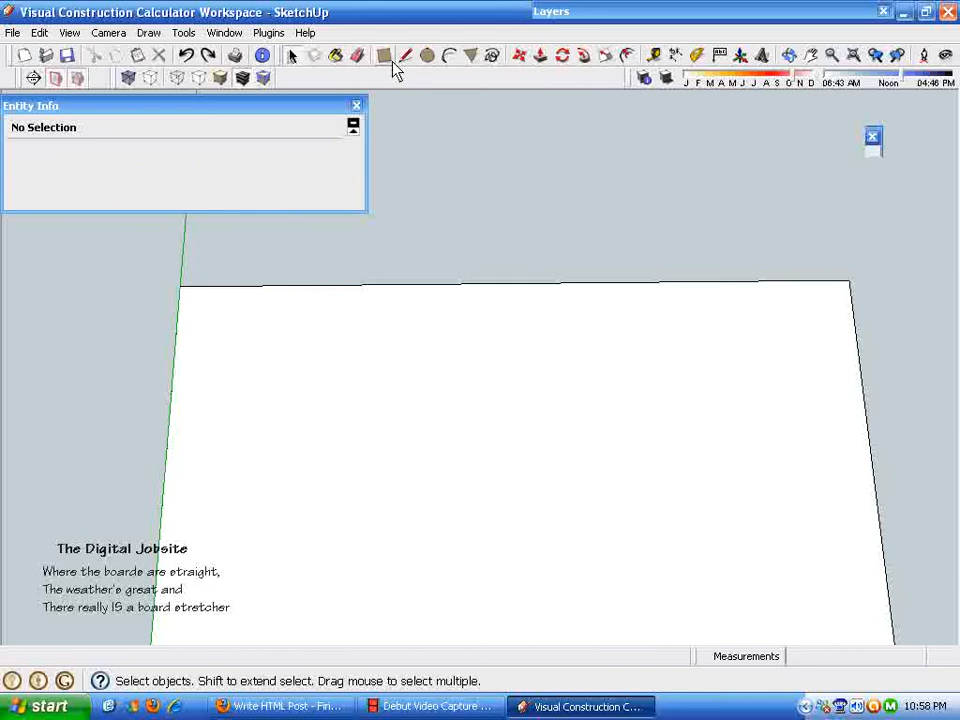 Visual Construction Calculator Workspace - SketchUp
Layers
File Edit View Camera Draw Tools Window Plugins Help
J F M A M J J A S O N D 06:43 AM Noon 04:46 PM
Entity Info
No Selection
The Digital Jobsite
Where the boards are straight,
The weather's great and
There really IS a board stretcher
Measurements
Select objects. Shift to extend select. Drag mouse to select multiple.
start Write HTML Post - Fin... Debut Video Capture ... Visual Construction C... 10:58 PM